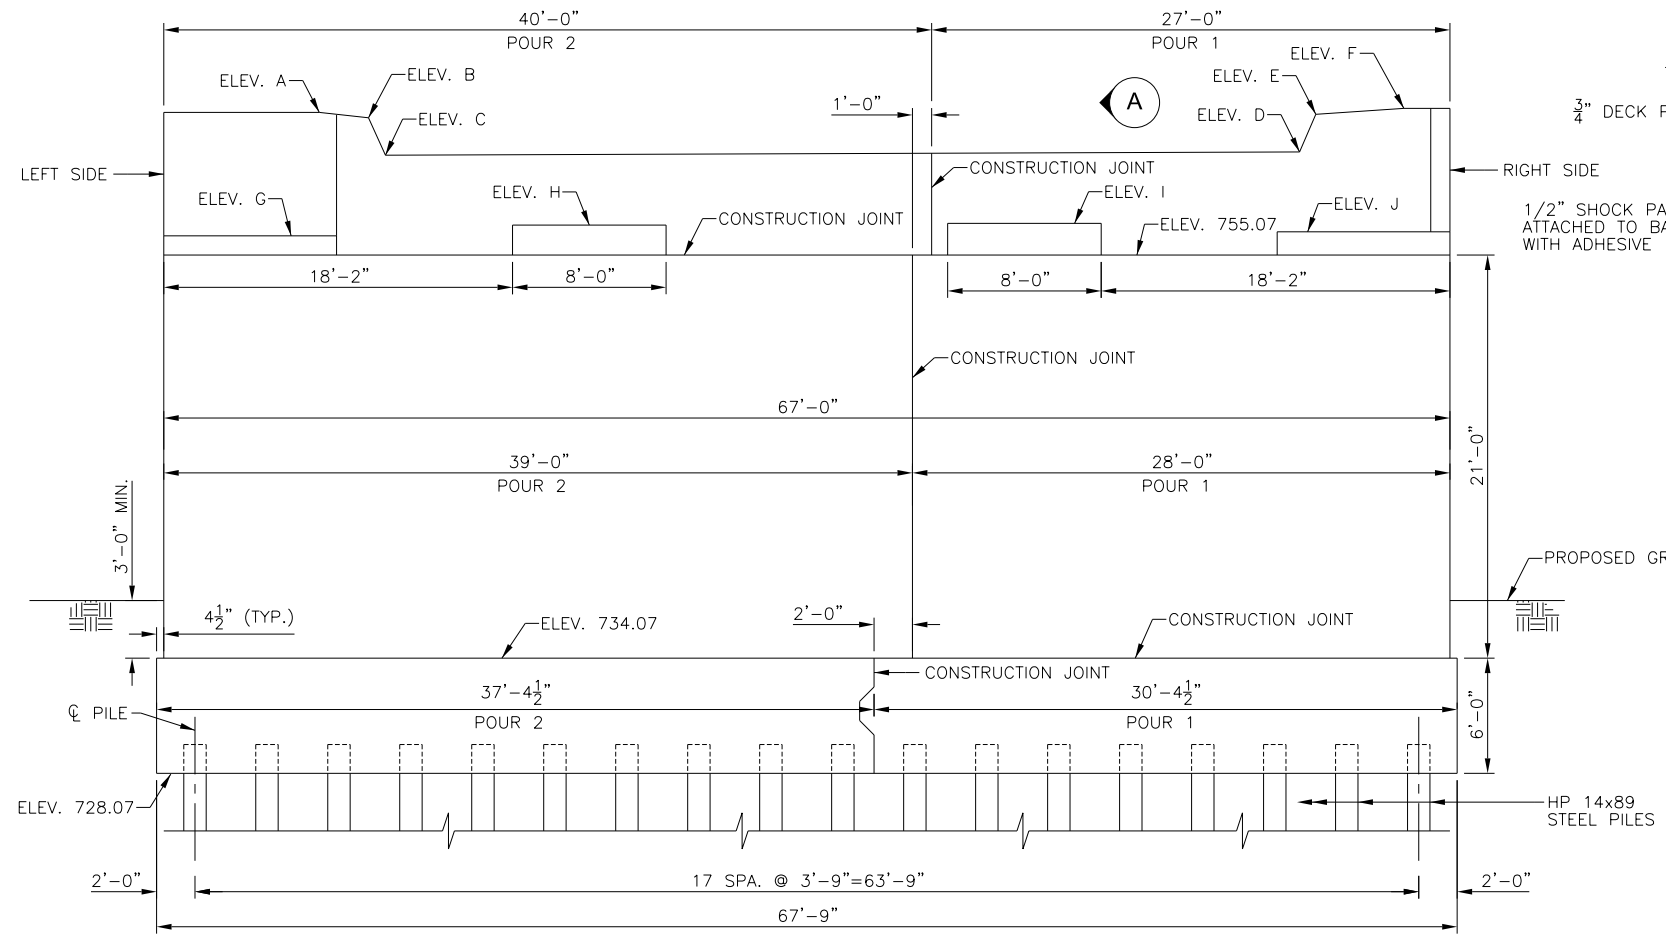 40'-0"
27'-0"
POUR 2
POUR 1
ELEV. F
ELEV. A
ELEV. B
ELEV. E
A
1'-0"
ELEV. C
ELEV. D
3/4" DECK
LEFT SIDE
CONSTRUCTION JOINT
RIGHT SIDE
ELEV. G
ELEV. H
ELEV. I
ELEV. J
CONSTRUCTION JOINT
ELEV. 755.07
1/2" SHOCK
ATTACHED TO
WITH ADHESIVE
18'-2"
8'-0"
8'-0"
18'-2"
CONSTRUCTION JOINT
67'-0"
39'-0"
28'-0"
POUR 2
POUR 1
21'-0"
3'-0" MIN.
PROPOSED
4 1/2" (TYP.)
2'-0"
ELEV. 734.07
CONSTRUCTION JOINT
CONSTRUCTION JOINT
37'-4 1/2"
30'-4 1/2"
POUR 2
POUR 1
6'-0"
℄ PILE
ELEV. 728.07
HP 14x89
STEEL PILES
2'-0"
17 SPA. @ 3'-9"=63'-9"
2'-0"
67'-9"